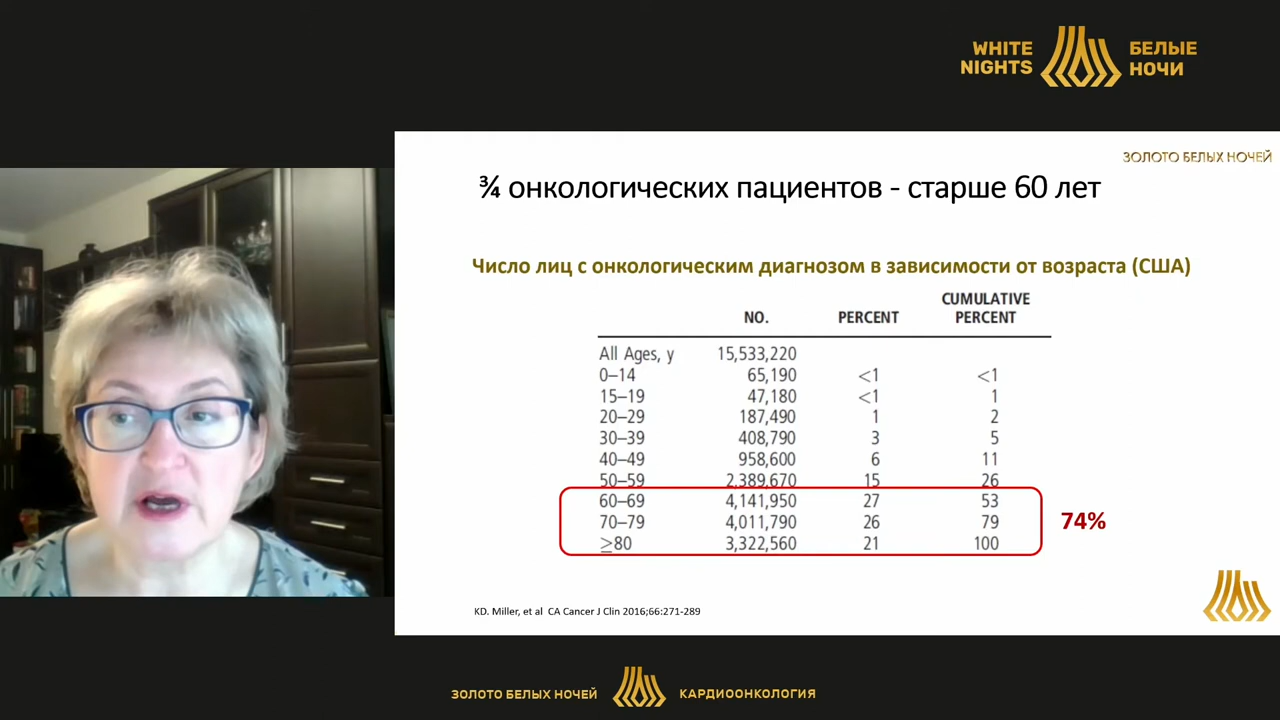 WHITE
NIGHTS
БЕЛЫЕ
НОЧИ
ЗОЛОТО БЕЛЫХ НОЧЕЙ
¾ онкологических пациентов - старше 60 лет
Число лиц с онкологическим диагнозом в зависимости от возраста (США)
NO. PERCENT CUMULATIVE PERCENT
All Ages, y 15,533,220
0–14 65,190 <1 <1
15–19 47,180 <1 1
20–29 187,490 1 2
30–39 408,790 3 5
40–49 958,600 6 11
50–59 2,389,670 15 26
60–69 4,141,950 27 53
70–79 4,011,790 26 79
≥80 3,322,560 21 100
74%
KD. Miller, et al CA Cancer J Clin 2016;66:271-289
ЗОЛОТО БЕЛЫХ НОЧЕЙ
КАРДИООНКОЛОГИЯ